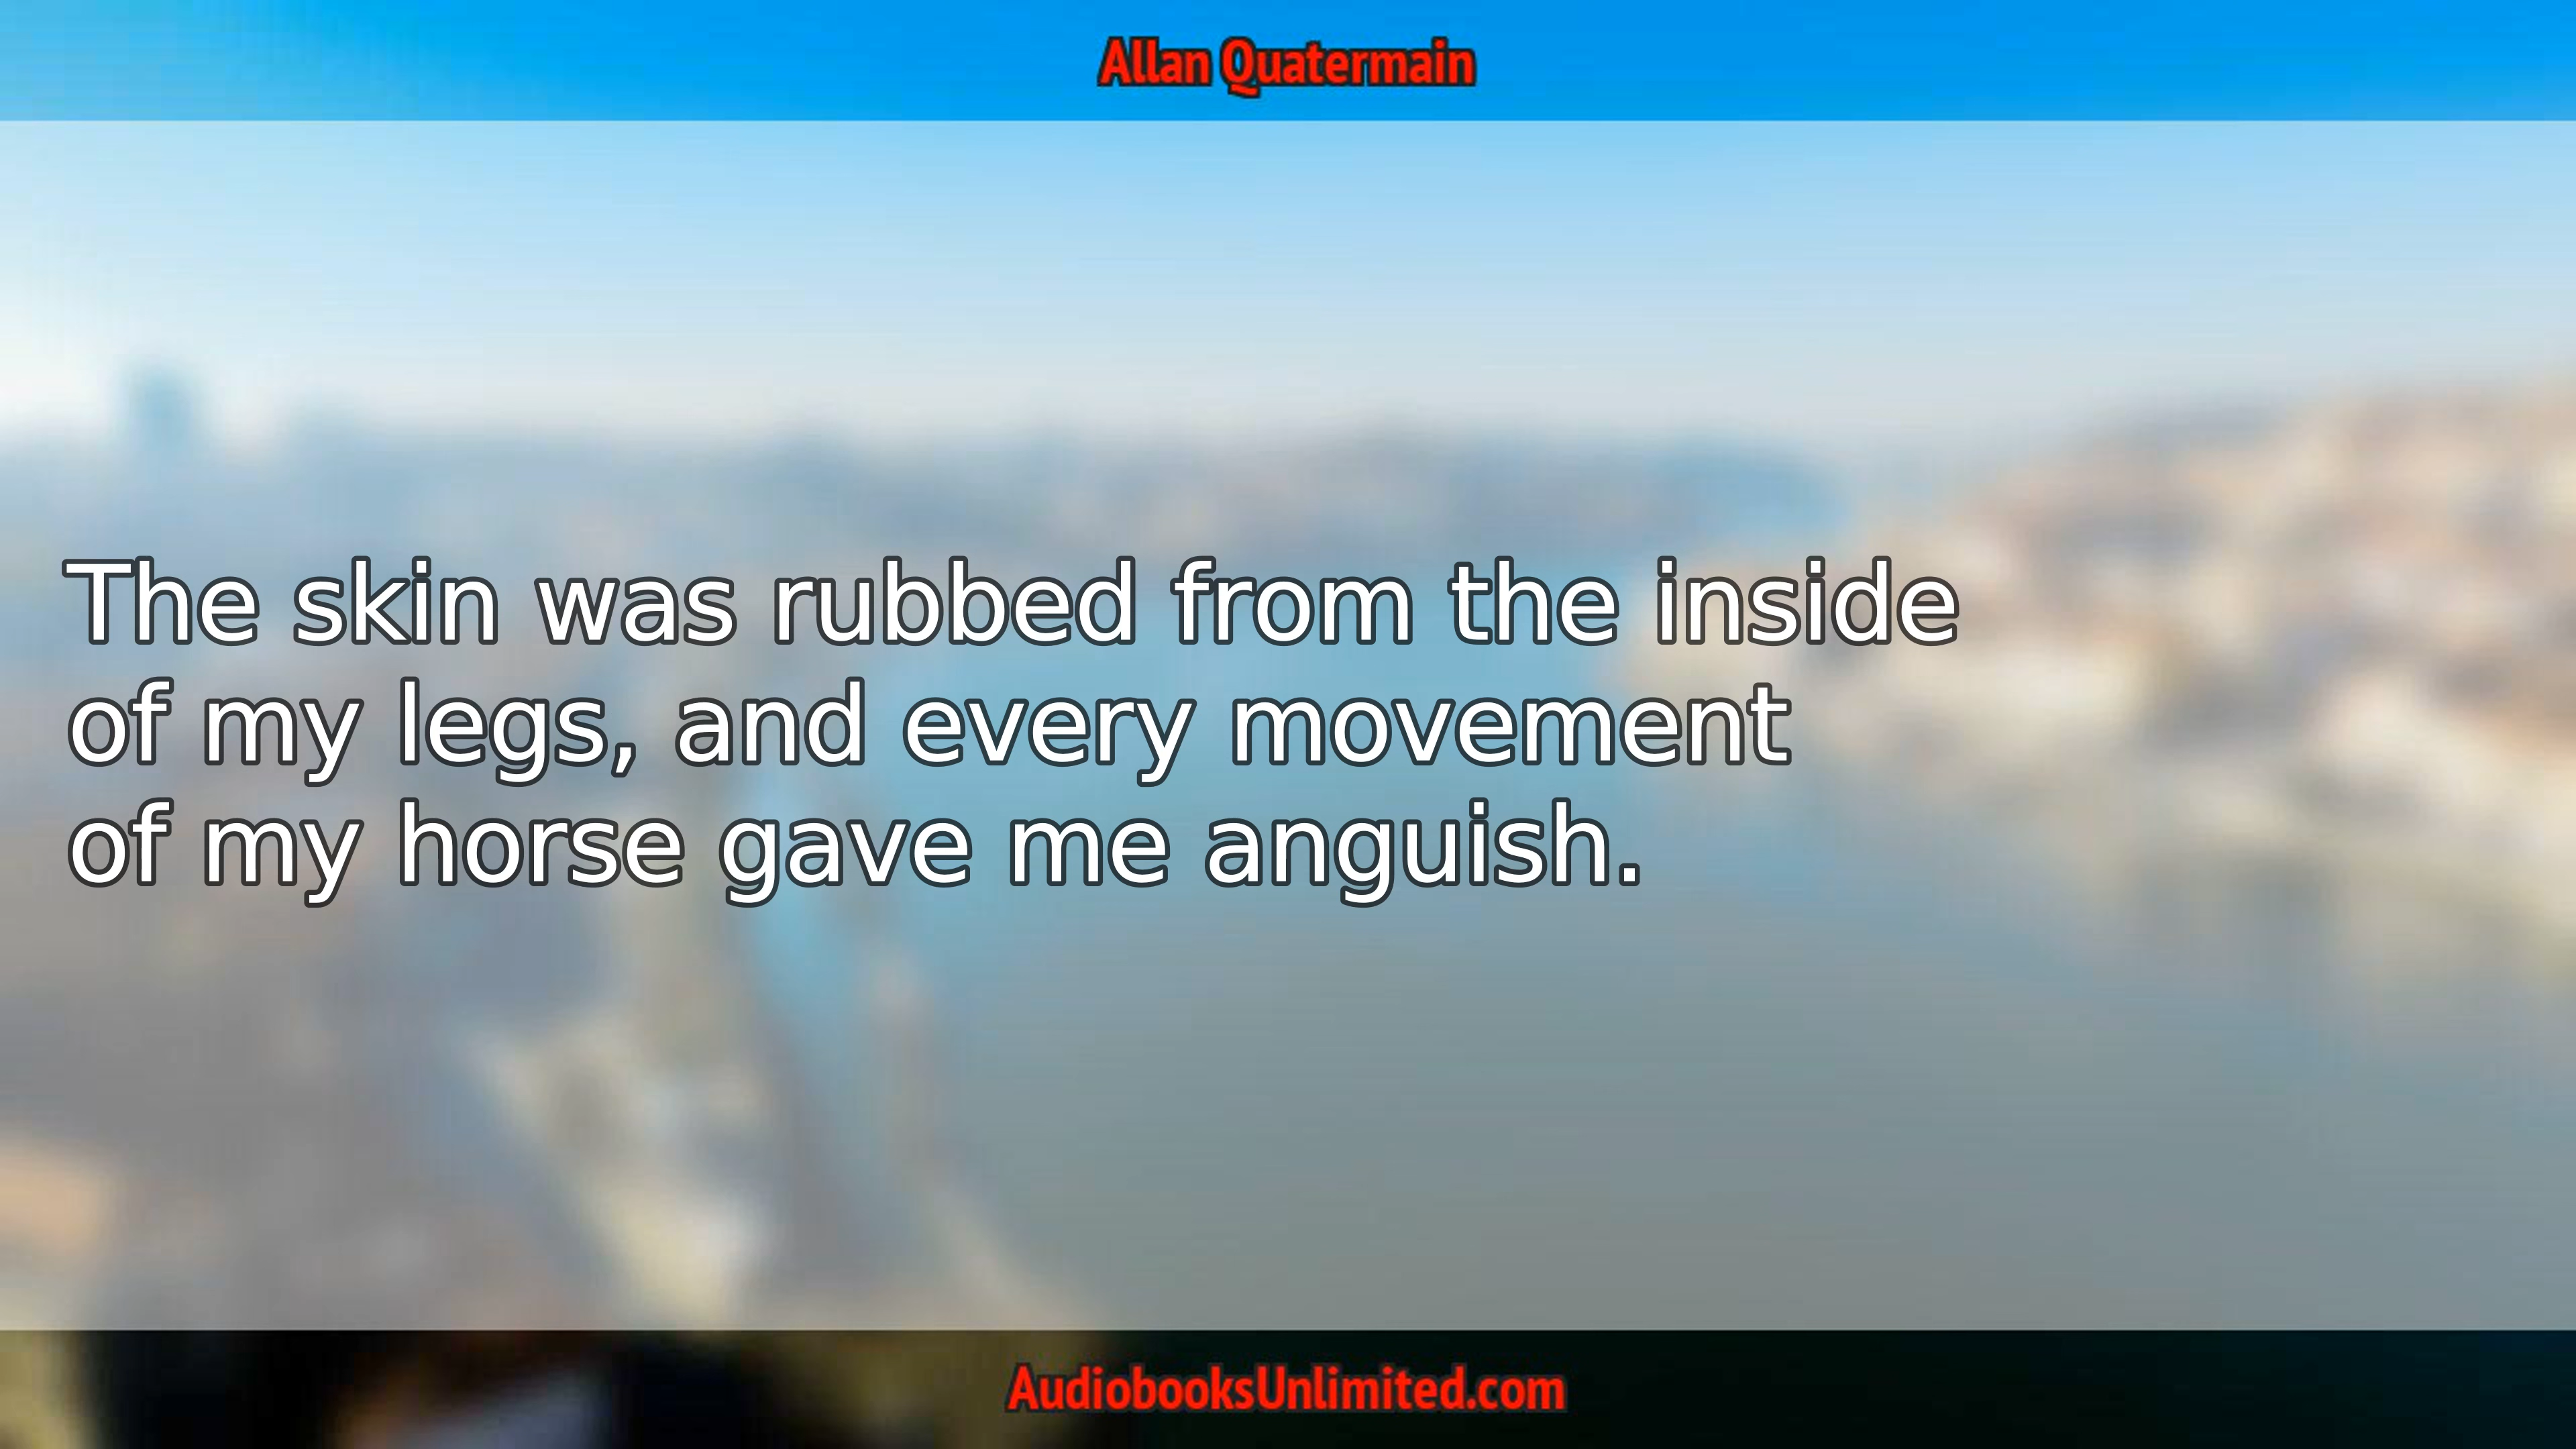 Allan Quatermain
The skin was rubbed from the inside
of my legs, and every movement
of my horse gave me anguish.
AudiobooksUnlimited.com